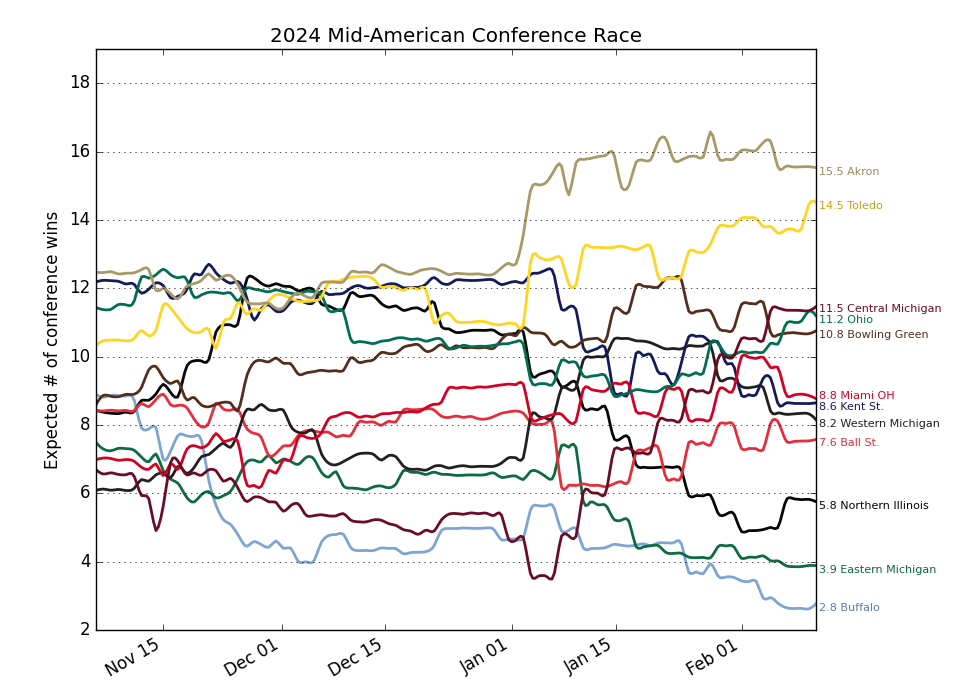 2024 Mid-American Conference Race
Expected # of conference wins
18
16
14
12
10
8
6
4
2
15.5 Akron
14.5 Toledo
11.5 Central Michigan
11.2 Ohio
10.8 Bowling Green
8.8 Miami OH
8.6 Kent St.
8.2 Western Michigan
7.6 Ball St.
5.8 Northern Illinois
3.9 Eastern Michigan
2.8 Buffalo
Nov 15
Dec 01
Dec 15
Jan 01
Jan 15
Feb 01